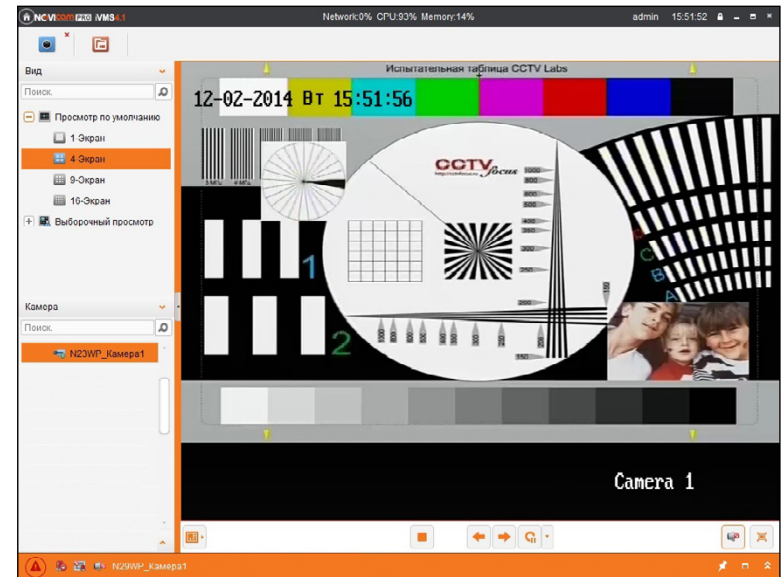 NOVICAM PRO iVMS4.1
Network:0% CPU:93% Memory:14%
admin 15:51:52
Вид
Поиск.
Просмотр по умолчанию
1-Экран
4-Экран
9-Экран
16-Экран
Выборочный просмотр
Камера
Поиск.
N23WP_Камера1
Испытательная таблица CCTV Labs
12-02-2014 Вт 15:51:56
CCTV
focus
1000
800
600
500
400
350
300
250
200
150
1
2
D
C
B
A
150
Camera 1
N29WP_Камера1